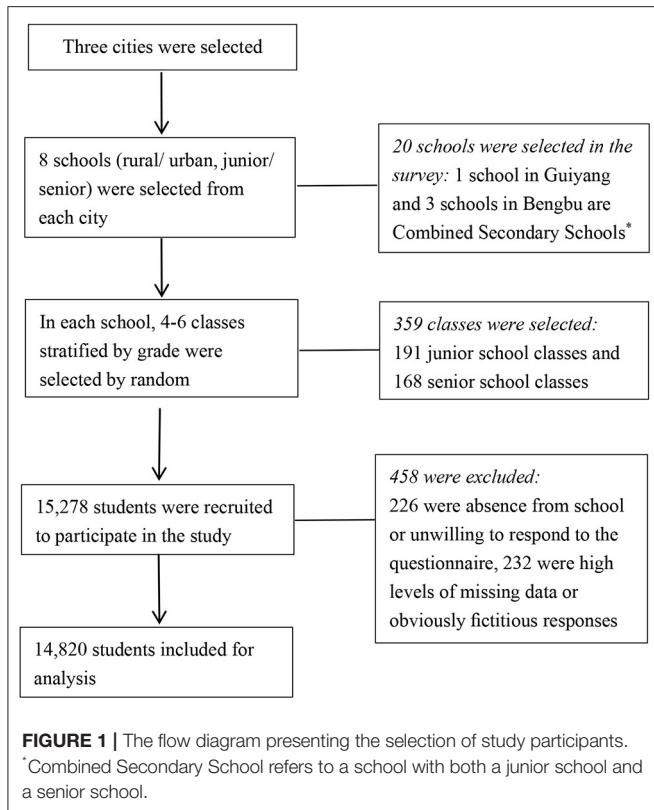 Three cities were selected
8 schools (rural/ urban, junior/
senior) were selected from
each city
20 schools were selected in the
survey: 1 school in Guiyang
and 3 schools in Bengbu are
Combined Secondary Schools*
In each school, 4-6 classes
stratified by grade were
selected by random
359 classes were selected:
191 junior school classes and
168 senior school classes
15,278 students were recruited
to participate in the study
458 were excluded:
226 were absence from school
or unwilling to respond to the
questionnaire, 232 were high
levels of missing data or
obviously fictitious responses
14,820 students included for
analysis
FIGURE 1 | The flow diagram presenting the selection of study participants.
*Combined Secondary School refers to a school with both a junior school and
a senior school.